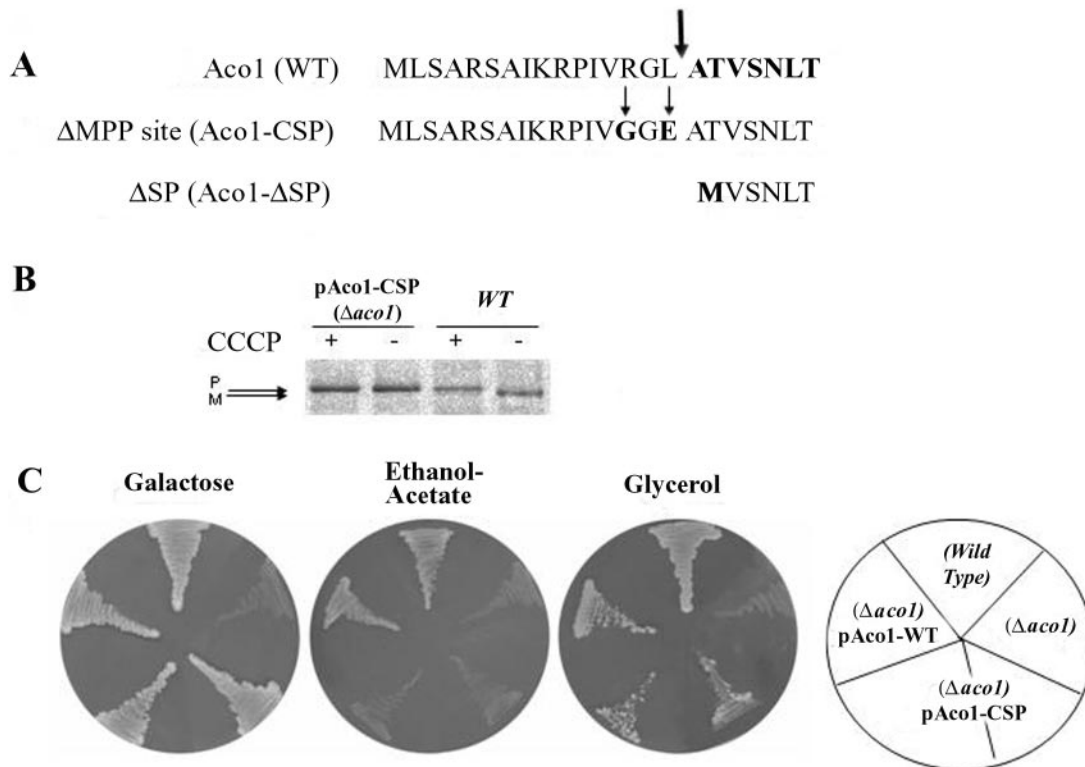 A
Aco1 (WT) MLSARSAIKRPIVRGL ATVSNLT
ΔMPP site (Aco1-CSP) MLSARSAIKRPIVGGE ATVSNLT
ΔSP (Aco1-ΔSP) MVSNLT
B
pAco1-CSP
(Δaco1)
WT
CCCP + - + -
P
M
C
Galactose
Ethanol-
Acetate
Glycerol
(Wild
Type)
(Δaco1)
pAco1-WT
(Δaco1)
(Δaco1)
pAco1-CSP